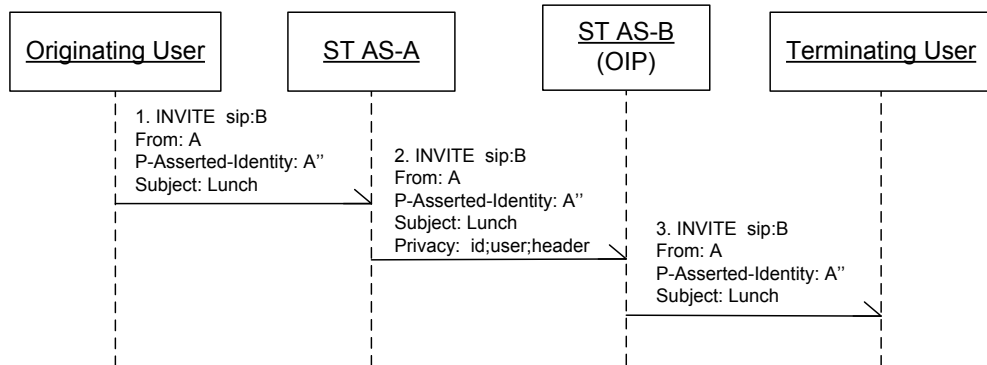 Originating User
ST AS-A
ST AS-B
(OIP)
Terminating User
1. INVITE  sip:B
From: A
P-Asserted-Identity: A’’
Subject: Lunch
2. INVITE  sip:B
From: A
P-Asserted-Identity: A’’
Subject: Lunch
Privacy:  id;user;header
3. INVITE  sip:B
From: A
P-Asserted-Identity: A’’
Subject: Lunch